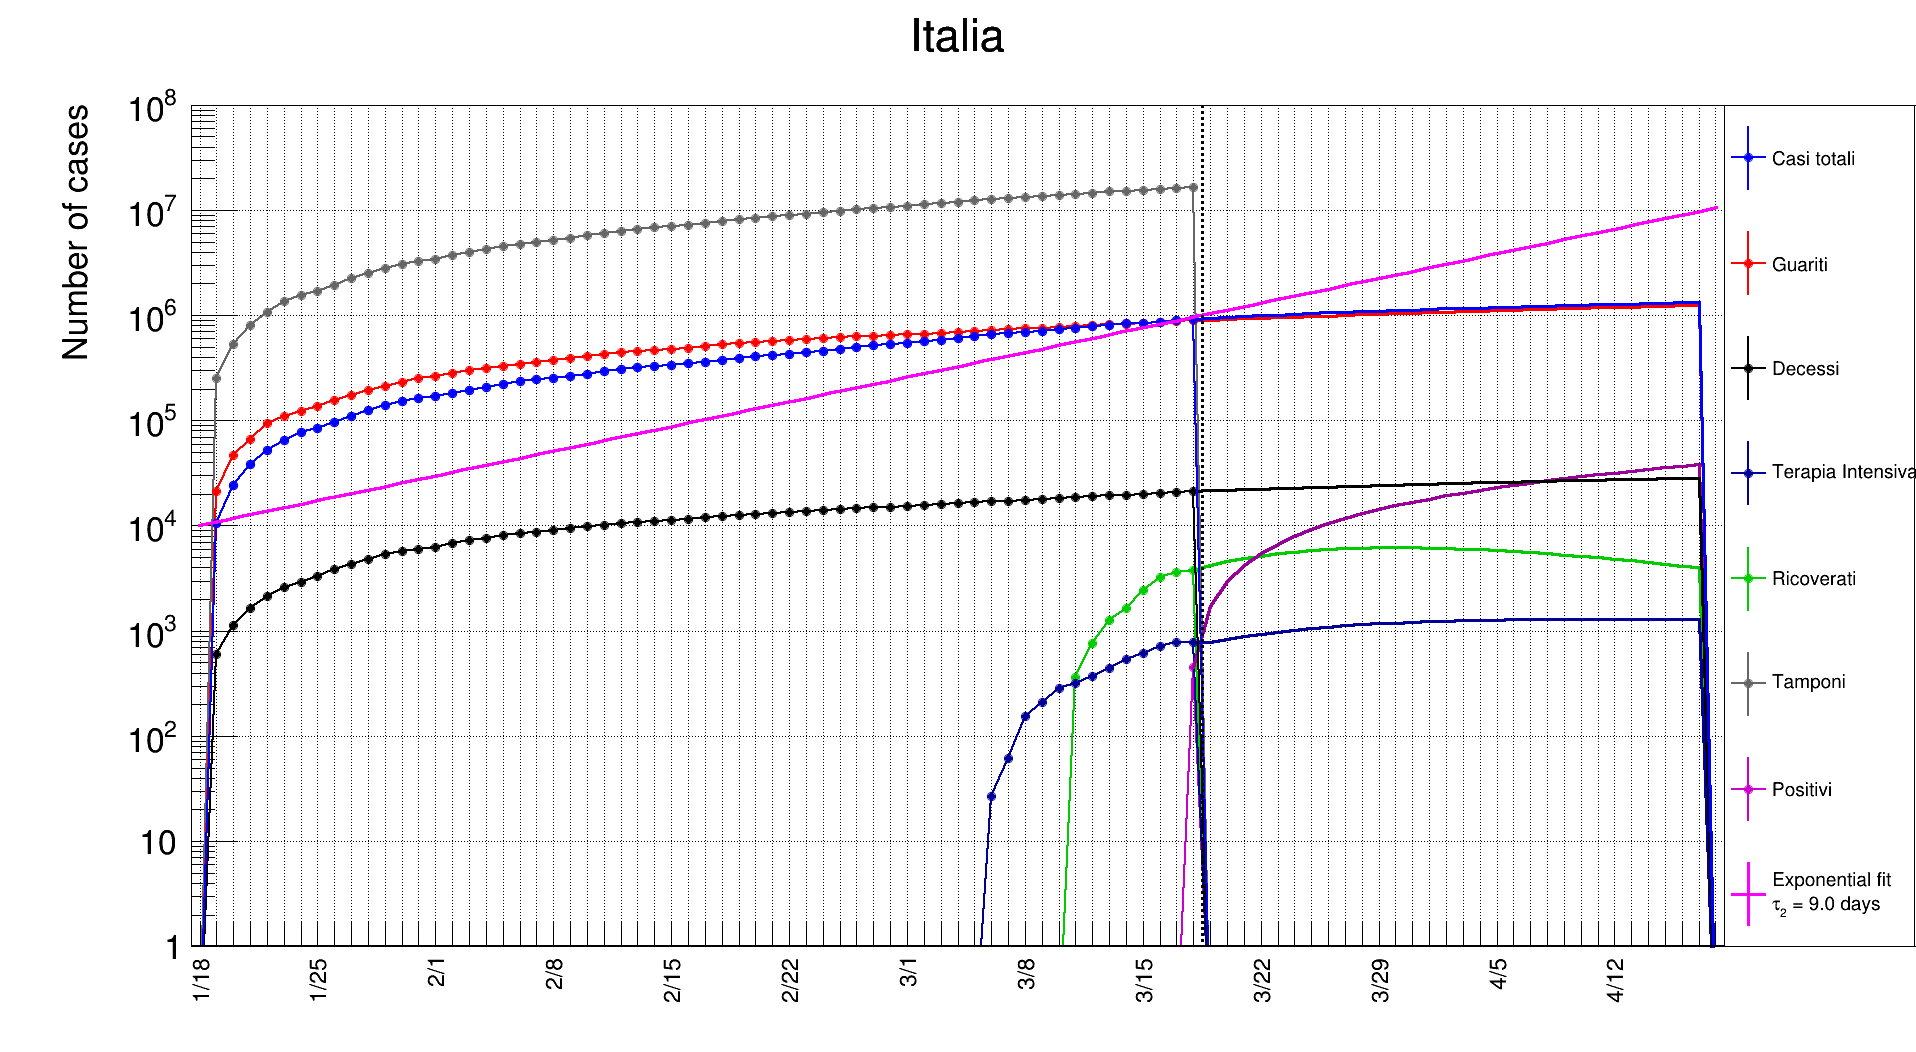 Italia
Number of cases
10^8
10^7
10^6
10^5
10^4
10^3
10^2
10
1
1/18
1/25
2/1
2/8
2/15
2/22
3/1
3/8
3/15
3/22
3/29
4/5
4/12
Casi totali
Guariti
Decessi
Terapia Intensiva
Ricoverati
Tamponi
Positivi
Exponential fit
τ₂ = 9.0 days